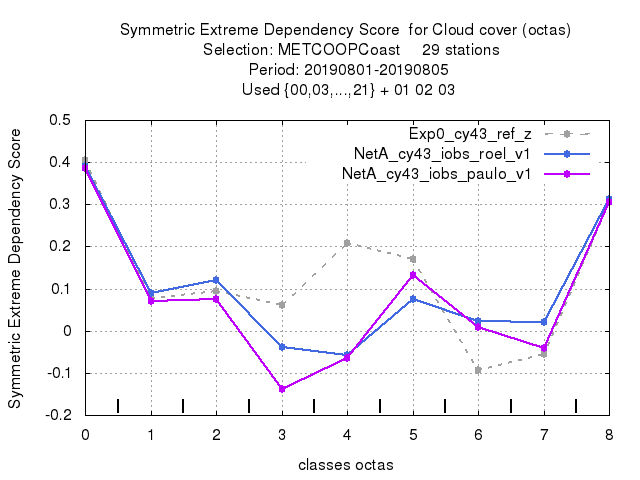 Symmetric Extreme Dependency Score  for Cloud cover (octas)
Selection: METCOOPCoast     29 stations
Period: 20190801-20190805
Used {00,03,...,21} + 01 02 03
Exp0_cy43_ref_z
NetA_cy43_iobs_roel_v1
NetA_cy43_iobs_paulo_v1
Symmetric Extreme Dependency Score
0.5
0.4
0.3
0.2
0.1
0
-0.1
-0.2
0 1 2 3 4 5 6 7 8
classes octas